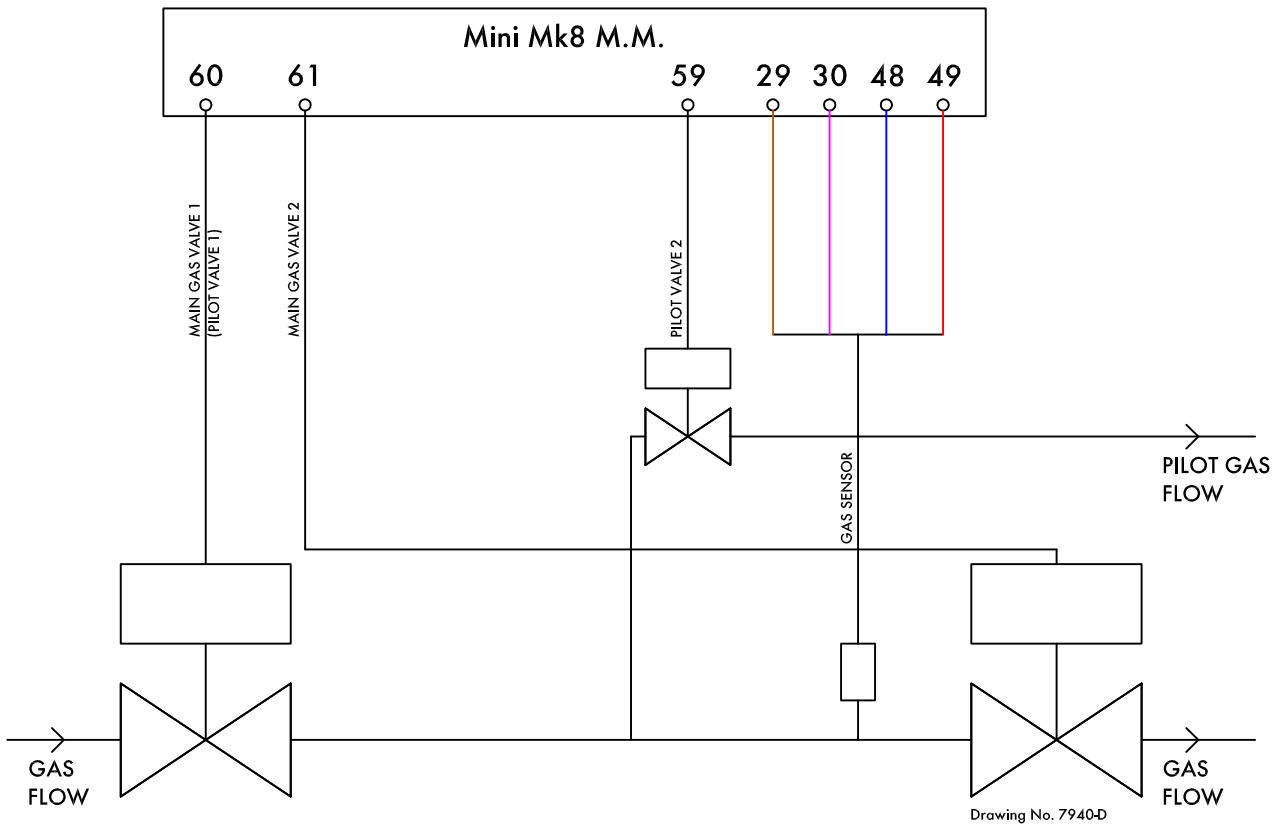 Mini Mk8 M.M.
60 61 59 29 30 48 49
MAIN GAS VALVE 1
(PILOT VALVE 1)
MAIN GAS VALVE 2
PILOT VALVE 2
GAS SENSOR
PILOT GAS
FLOW
GAS
FLOW
GAS
FLOW
Drawing No. 7940-D